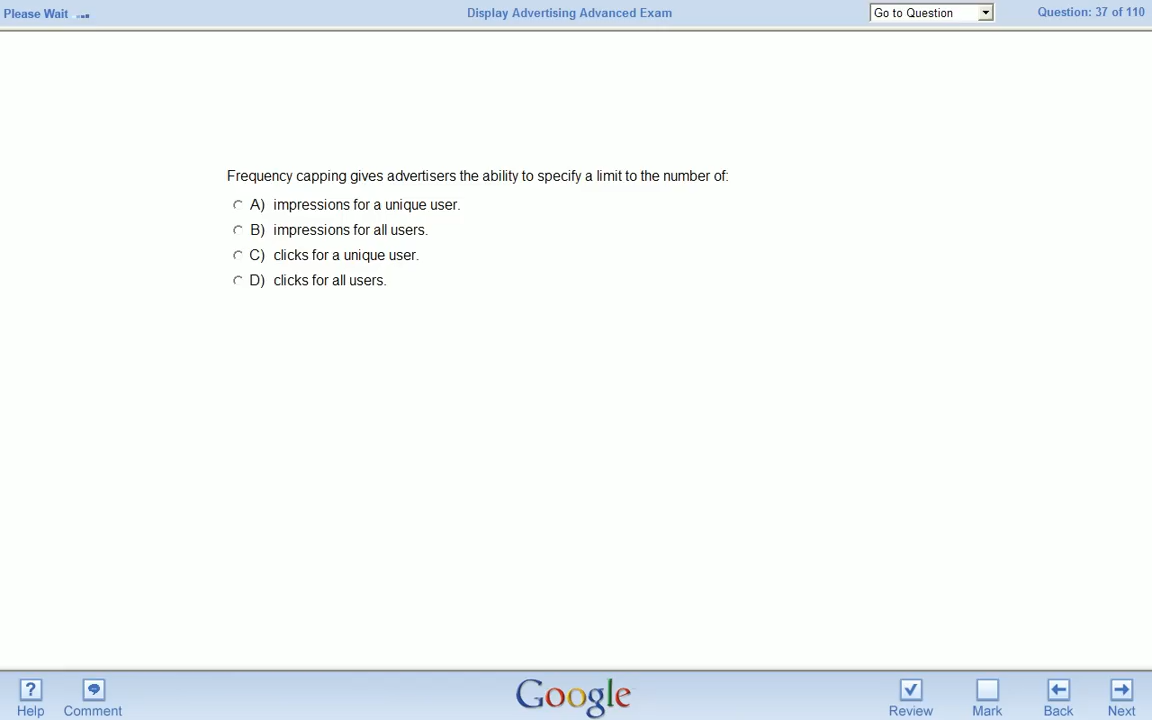 Please Wait
Display Advertising Advanced Exam
Go to Question
Question: 37 of 110
Frequency capping gives advertisers the ability to specify a limit to the number of:
A) impressions for a unique user.
B) impressions for all users.
C) clicks for a unique user.
D) clicks for all users.
?
Help
Comment
Google
Review
Mark
Back
Next